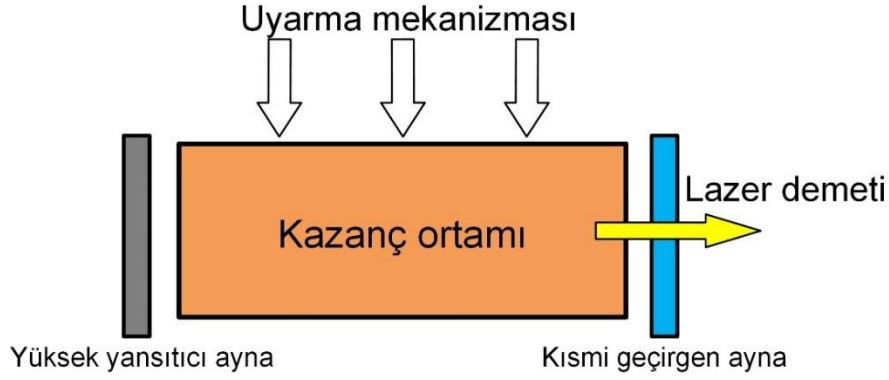 Uyarma mekanizması
Kazanç ortamı
Lazer demeti
Yüksek yansıtıcı ayna
Kısmi geçirgen ayna